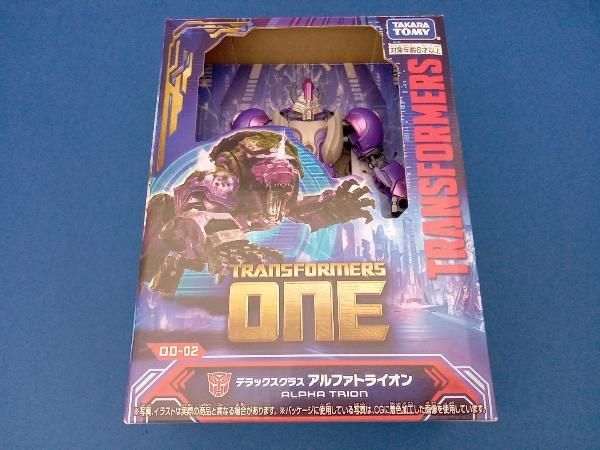 TAKARA
TOMY
対象年齢6才以上
TRANSFORMERS
TRANSFORMERS
ONE
OD-02
デラックスクラス アルファトライオン
ALPHA TRION
※写真、イラストは実際の商品と異なる場合があります。※パッケージに使用している写真は、CGに着色加工した画像を使用しています。